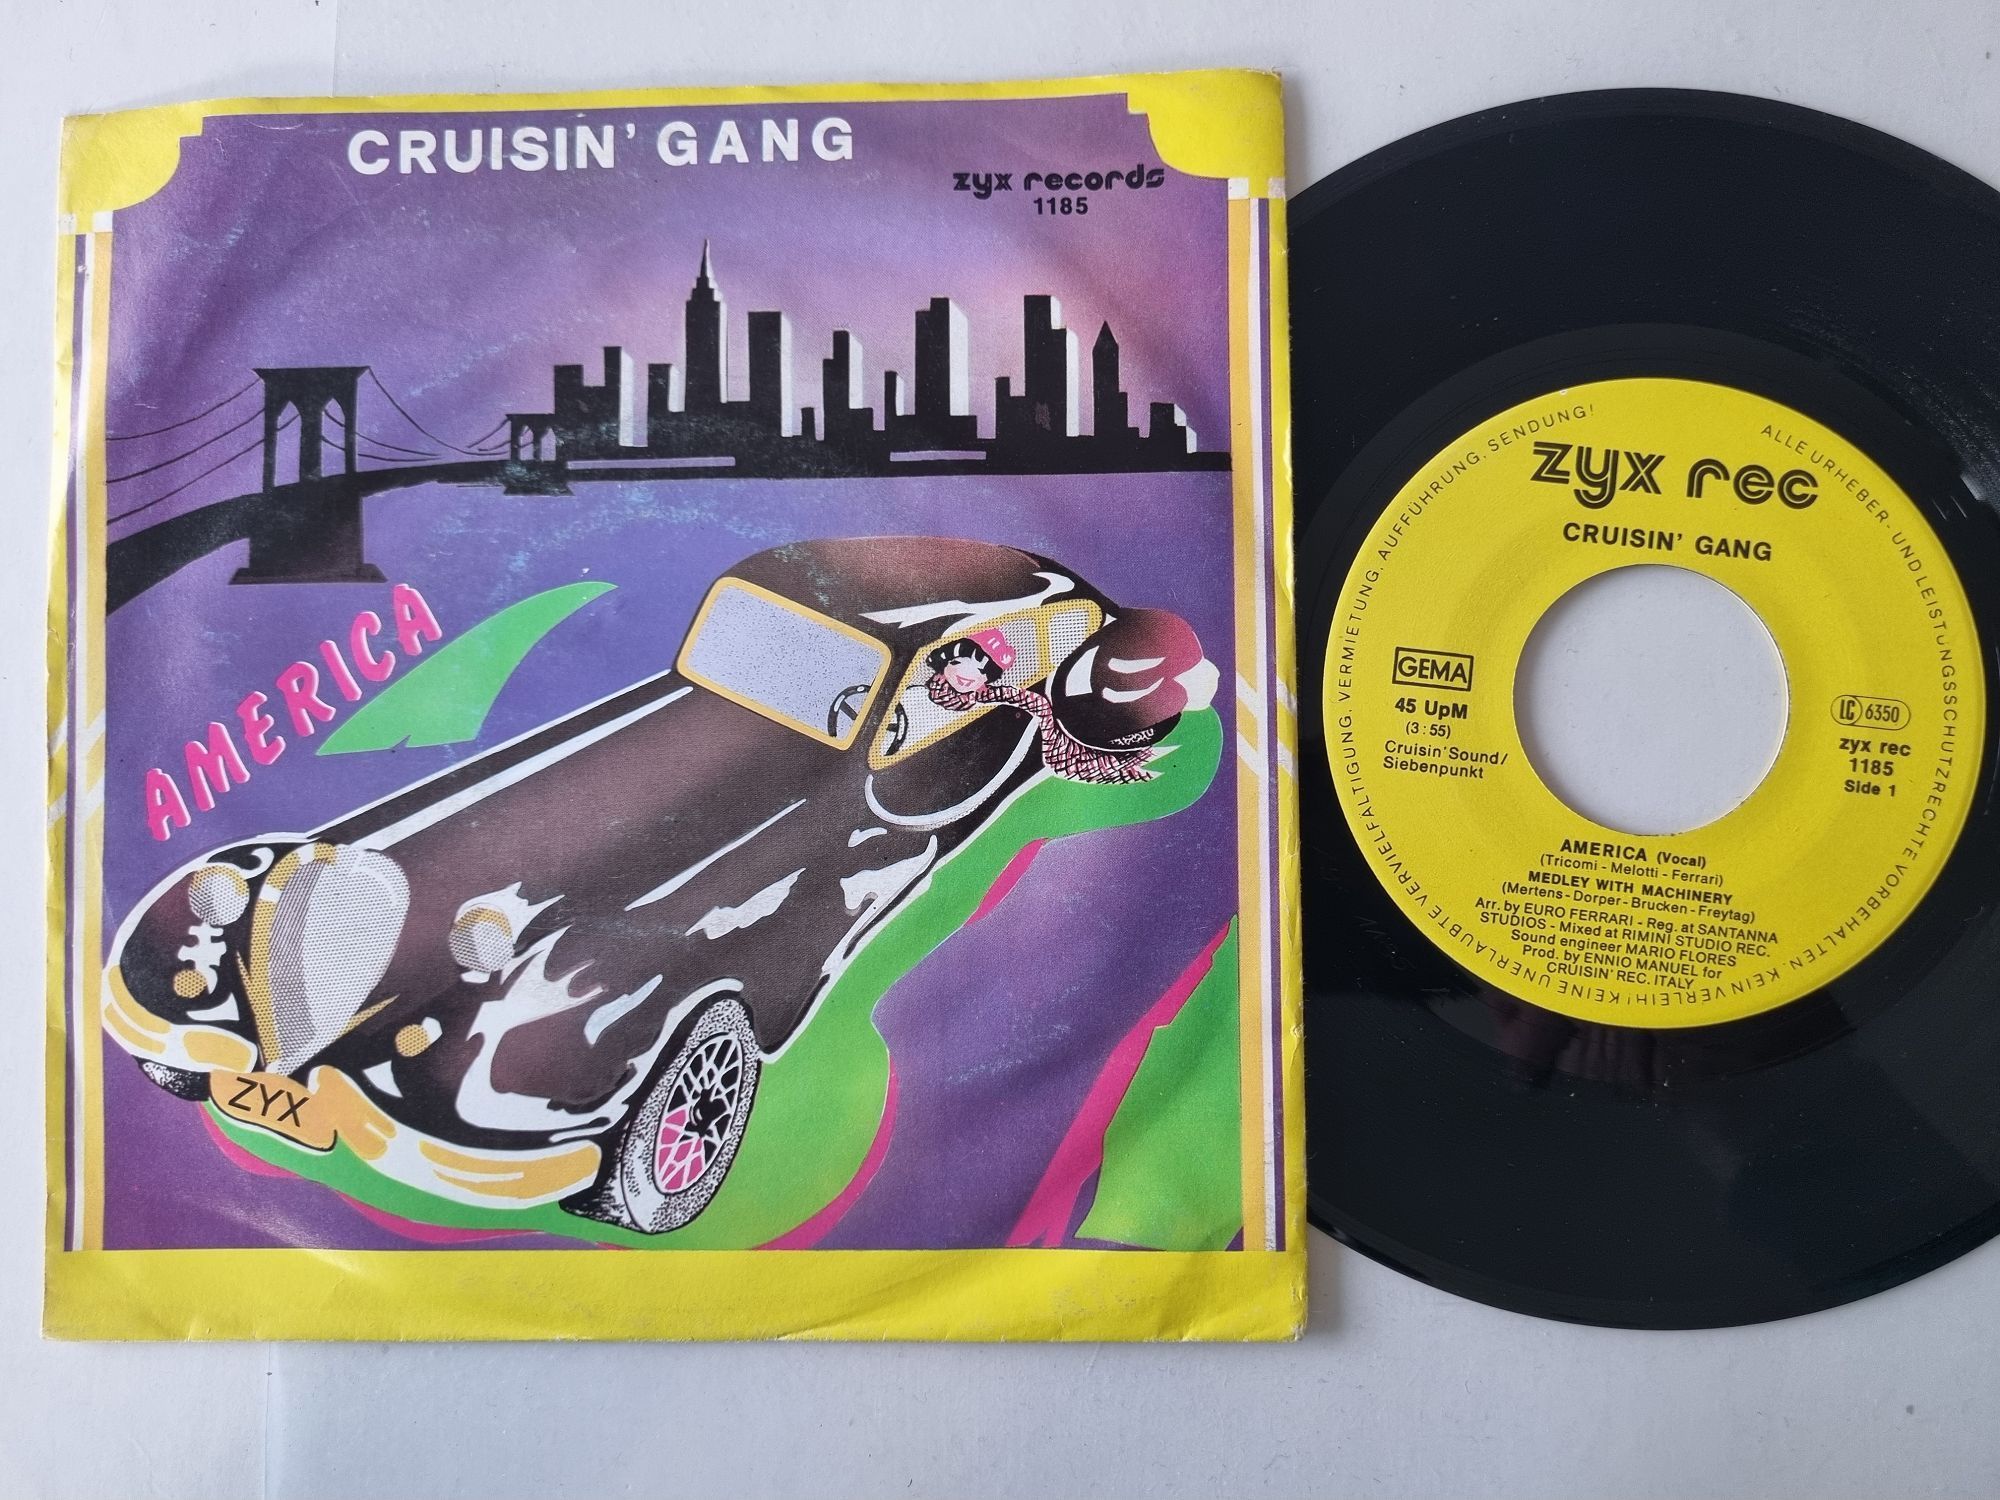 CRUISIN' GANG
zyx records
1185
AMERICA
ZYX
zyx rec
CRUISIN' GANG
GEMA
45 UpM
(3:55)
Cruisin' Sound/
Siebenpunkt
LC 6350
zyx rec
1185
Side 1
AMERICA (Vocal)
(Tricomi - Melotti - Ferrari)
MEDLEY WITH MACHINERY
(Mertens - Dorper - Brucken - Freytag)
Arr. by EURO FERRARI - Reg. at SANTANNA
STUDIOS - Mixed at RIMINI STUDIO REC.
Sound engineer MARIO FLORES
Prod. by ENNIO MANUEL for
CRUISIN' REC. ITALY
ALLE URHEBER- UND LEISTUNGSSCHUTZRECHTE VORBEHALTEN. KEIN VERLEIH! KEINE UNERLAUBTE VERVIELFÄLTIGUNG, VERMIETUNG, AUFFÜHRUNG, SENDUNG!